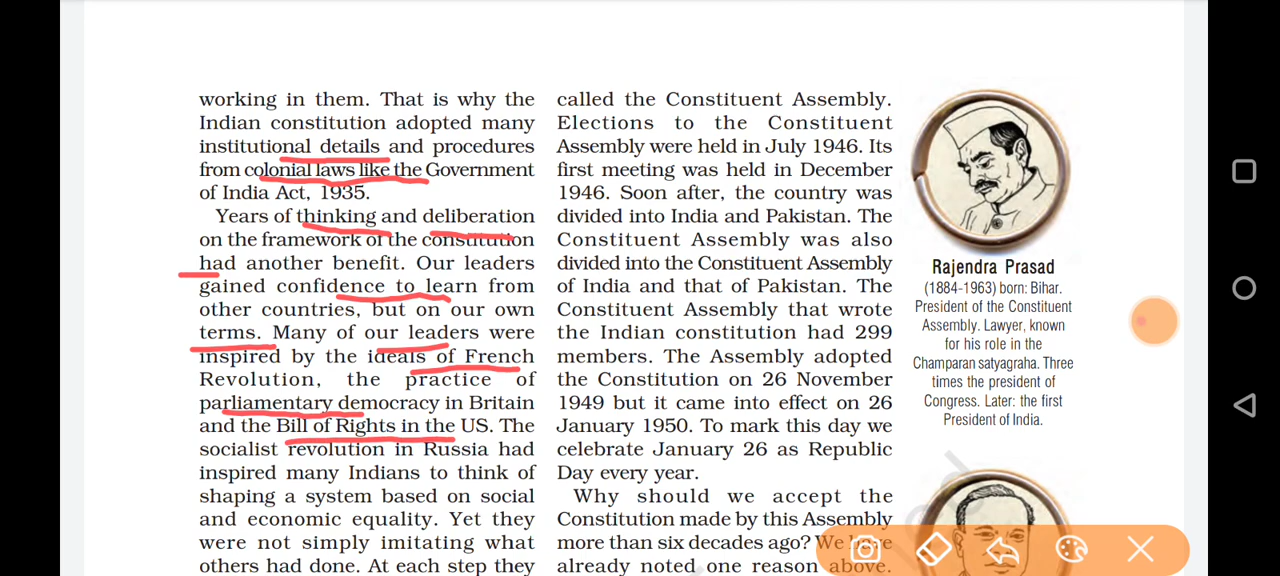 working in them. That is why the
Indian constitution adopted many
institutional details and procedures
from colonial laws like the Government
of India Act, 1935.
Years of thinking and deliberation
on the framework of the constitution
had another benefit. Our leaders
gained confidence to learn from
other countries, but on our own
terms. Many of our leaders were
inspired by the ideals of French
Revolution, the practice of
parliamentary democracy in Britain
and the Bill of Rights in the US. The
socialist revolution in Russia had
inspired many Indians to think of
shaping a system based on social
and economic equality. Yet they
were not simply imitating what
others had done. At each step they
called the Constituent Assembly.
Elections to the Constituent
Assembly were held in July 1946. Its
first meeting was held in December
1946. Soon after, the country was
divided into India and Pakistan. The
Constituent Assembly was also
divided into the Constituent Assembly
of India and that of Pakistan. The
Constituent Assembly that wrote
the Indian constitution had 299
members. The Assembly adopted
the Constitution on 26 November
1949 but it came into effect on 26
January 1950. To mark this day we
celebrate January 26 as Republic
Day every year.
Why should we accept the
Constitution made by this Assembly
more than six decades ago? We have
already noted one reason above.
Rajendra Prasad
(1884-1963) born: Bihar.
President of the Constituent
Assembly. Lawyer, known
for his role in the
Champaran satyagraha. Three
times the president of
Congress. Later: the first
President of India.